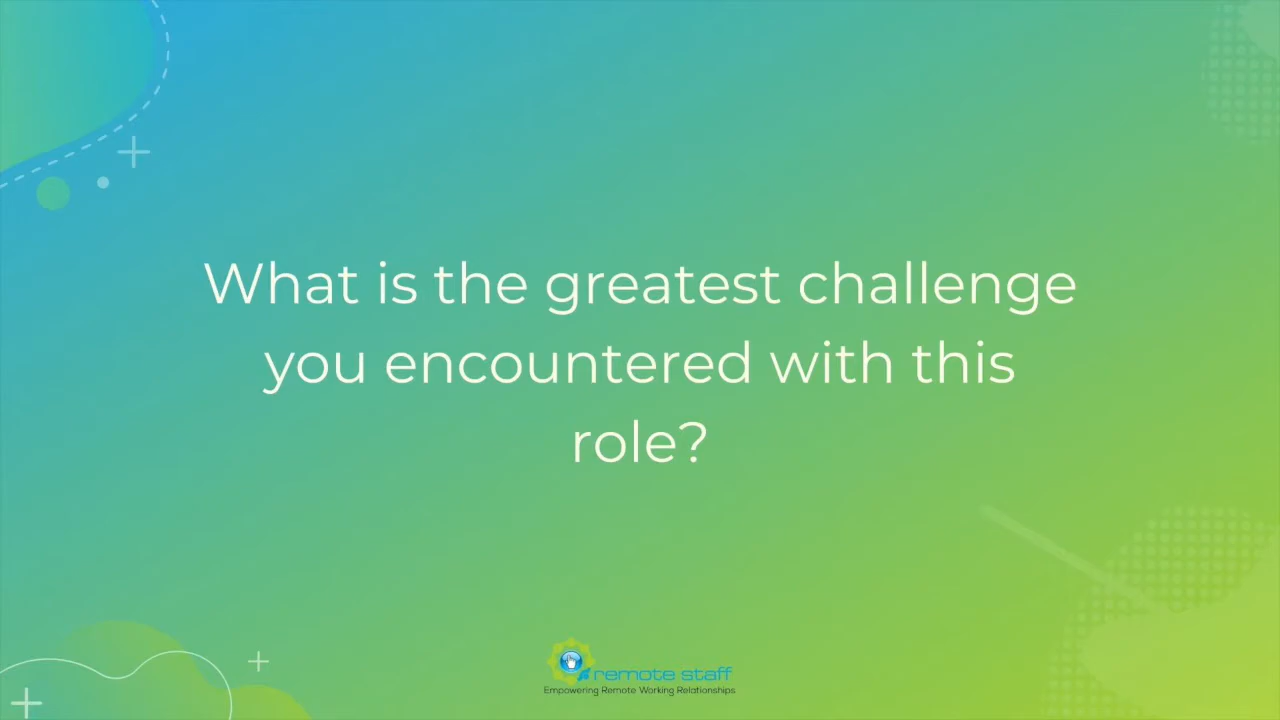 What is the greatest challenge
you encountered with this
role?
remote staff
Empowering Remote Working Relationships